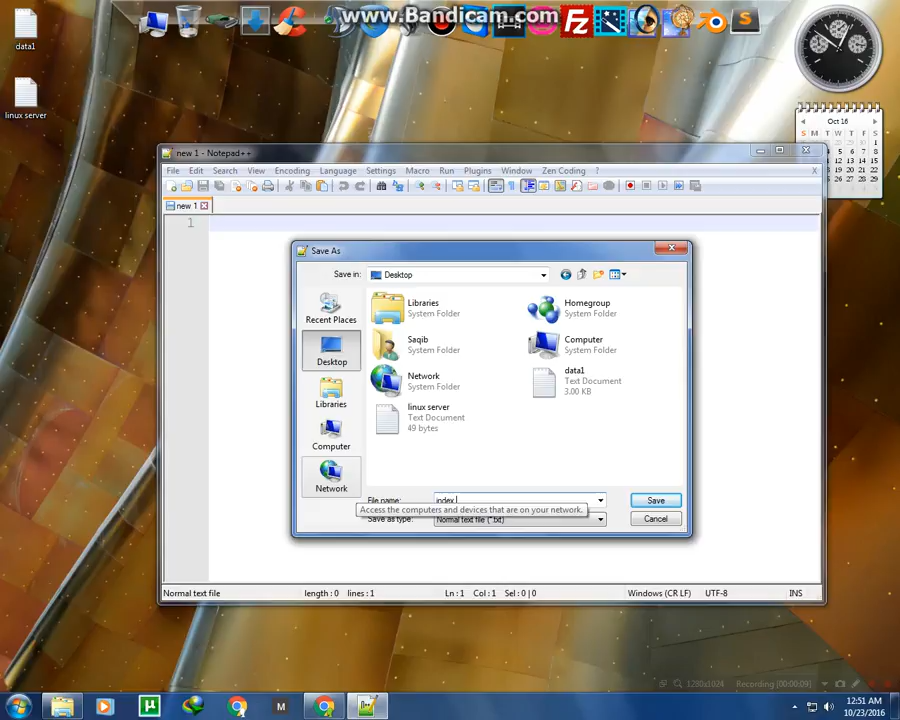 www.Bandicam.com
data1
linux server
Oct 16
S M T W T F S
new 1 - Notepad++
File Edit Search View Encoding Language Settings Macro Run Plugins Window Zen Coding ? X
new 1
1
Save As
Save in: Desktop
Recent Places
Desktop
Libraries
Computer
Network
Libraries
System Folder
Homegroup
System Folder
Saqib
System Folder
Computer
System Folder
Network
System Folder
data1
Text Document
3.00 KB
linux server
Text Document
49 bytes
File name: index
Save
Access the computers and devices that are on your network.
Save as type: Normal text file (*.txt)
Cancel
Normal text file length : 0 lines : 1 Ln : 1 Col : 1 Sel : 0 | 0 Windows (CR LF) UTF-8 INS
1280x1024 Recording [00:00:09]
12:51 AM
10/23/2016